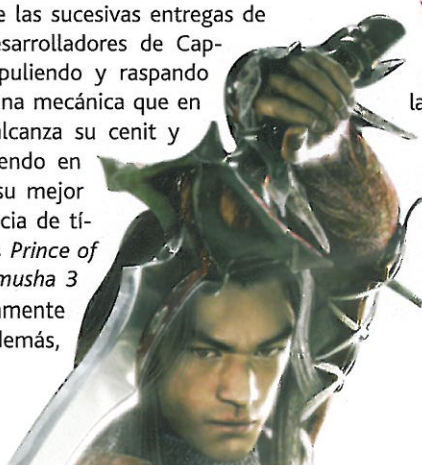 e las sucesivas entregas de
esarrolladores de Cap-
puliendo y raspando
na mecánica que en
alcanza su cenit y
endo en
su mejor
cia de tí-
s Prince of
musha 3
amente
demás,
la